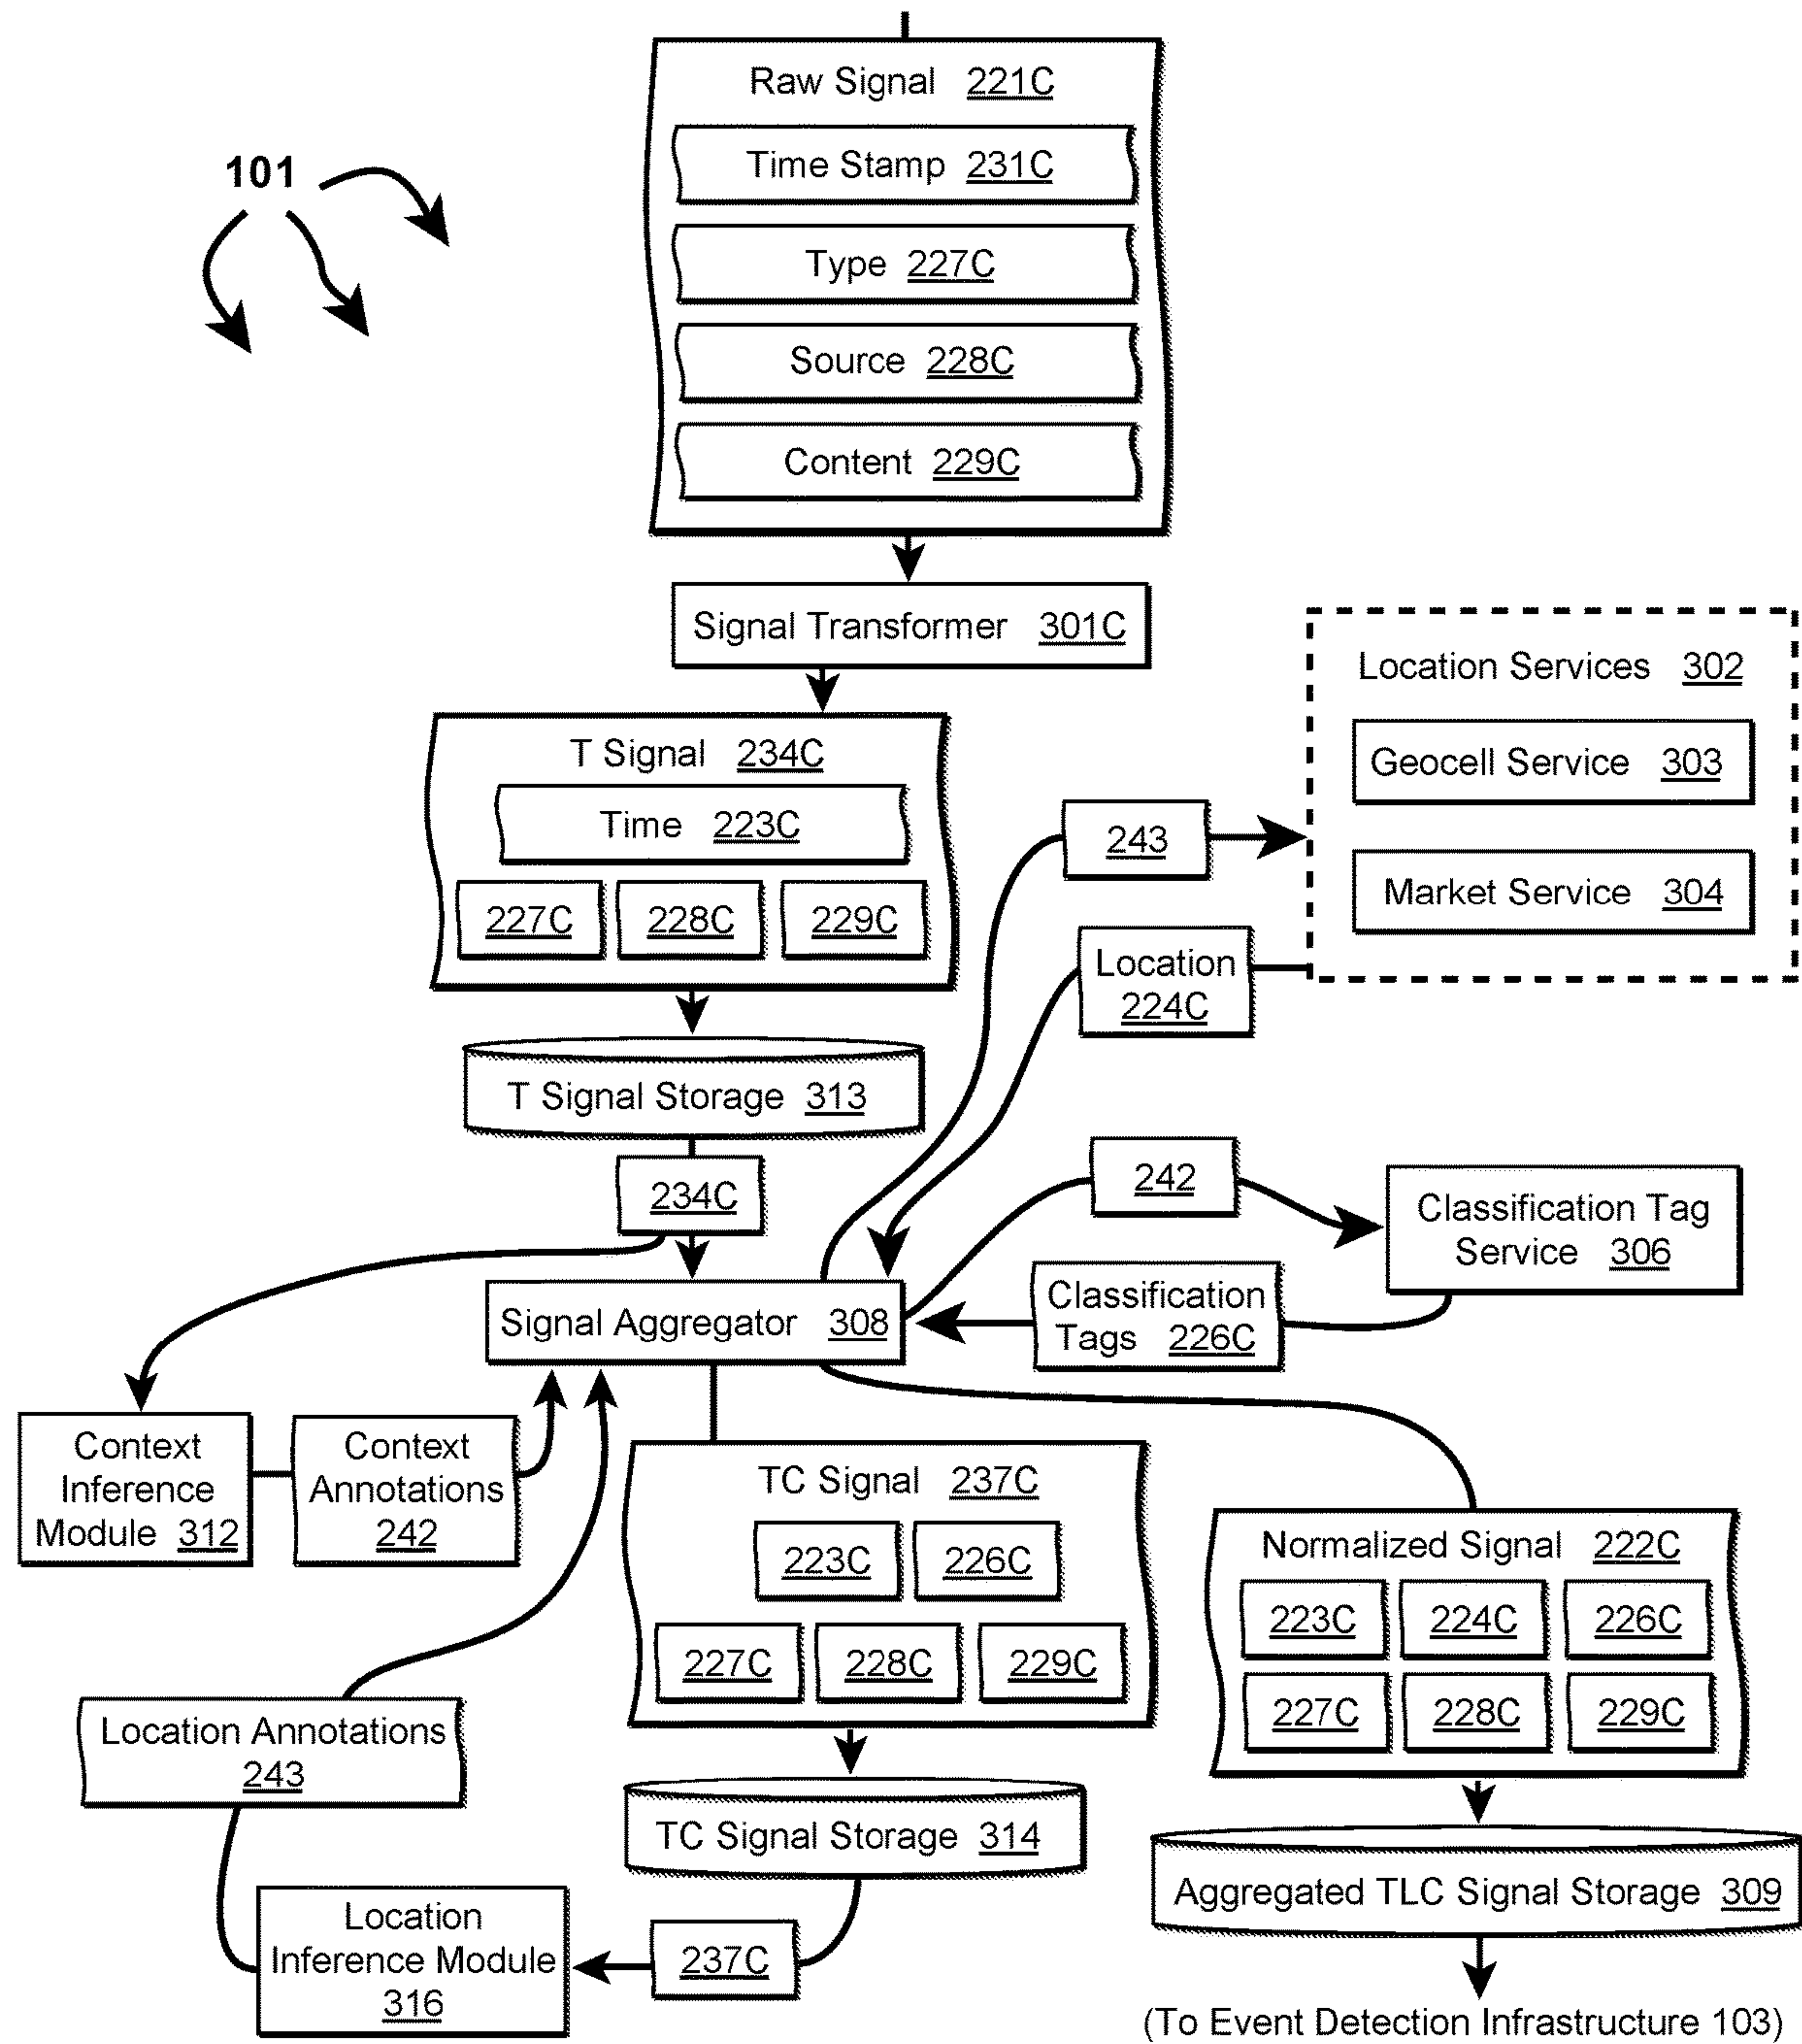 Raw Signal 221C
101
Time Stamp 231C
Type 227C
Source 228C
Content 229C
Signal Transformer 301C
Location Services 302
Geocell Service 303
Market Service 304
T Signal 234C
Time 223C
227C 228C 229C
243
Location
224C
T Signal Storage 313
234C
242
Classification Tag
Service 306
Classification
Tags 226C
Signal Aggregator 308
Context
Inference
Module 312
Context
Annotations
242
TC Signal 237C
223C 226C
227C 228C 229C
Normalized Signal 222C
223C 224C 226C
227C 228C 229C
Location Annotations
243
TC Signal Storage 314
Aggregated TLC Signal Storage 309
Location
Inference Module
316
237C
(To Event Detection Infrastructure 103)